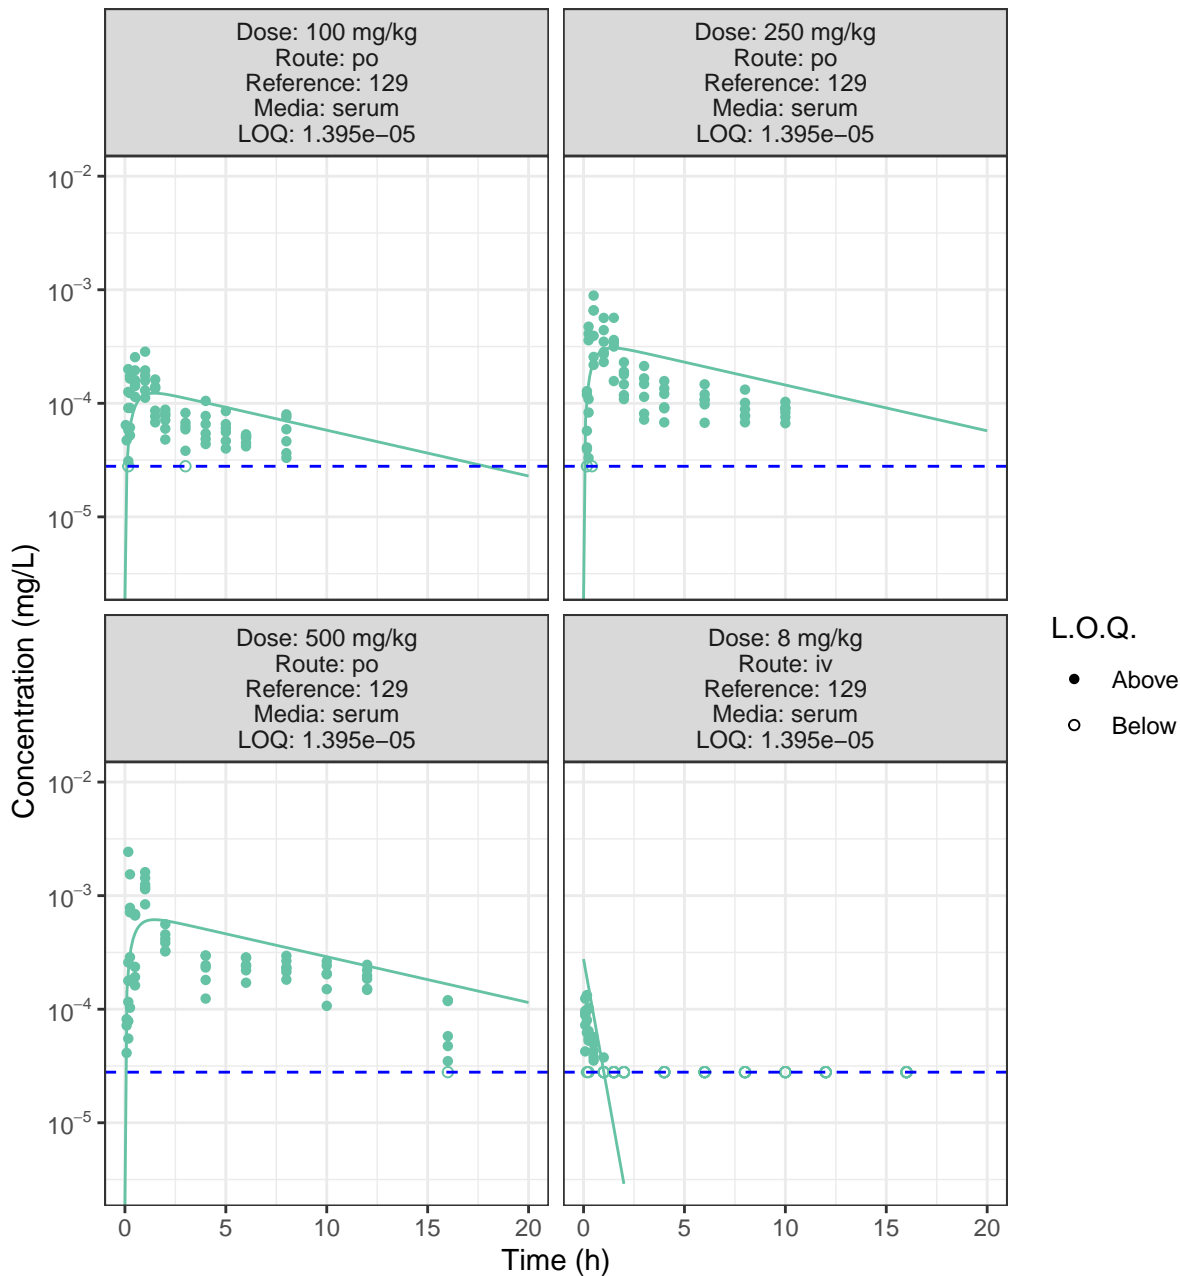 Dose: 100 mg/kg
Route: po
Reference: 129
Media: serum
LOQ: 1.395e−05
Dose: 250 mg/kg
Route: po
Reference: 129
Media: serum
LOQ: 1.395e−05
10⁻²
10⁻³
10⁻⁴
10⁻⁵
Dose: 500 mg/kg
Route: po
Reference: 129
Media: serum
LOQ: 1.395e−05
Dose: 8 mg/kg
Route: iv
Reference: 129
Media: serum
LOQ: 1.395e−05
10⁻²
10⁻³
10⁻⁴
10⁻⁵
0 5 10 15 20
0 5 10 15 20
Time (h)
Concentration (mg/L)
L.O.Q.
Above
Below